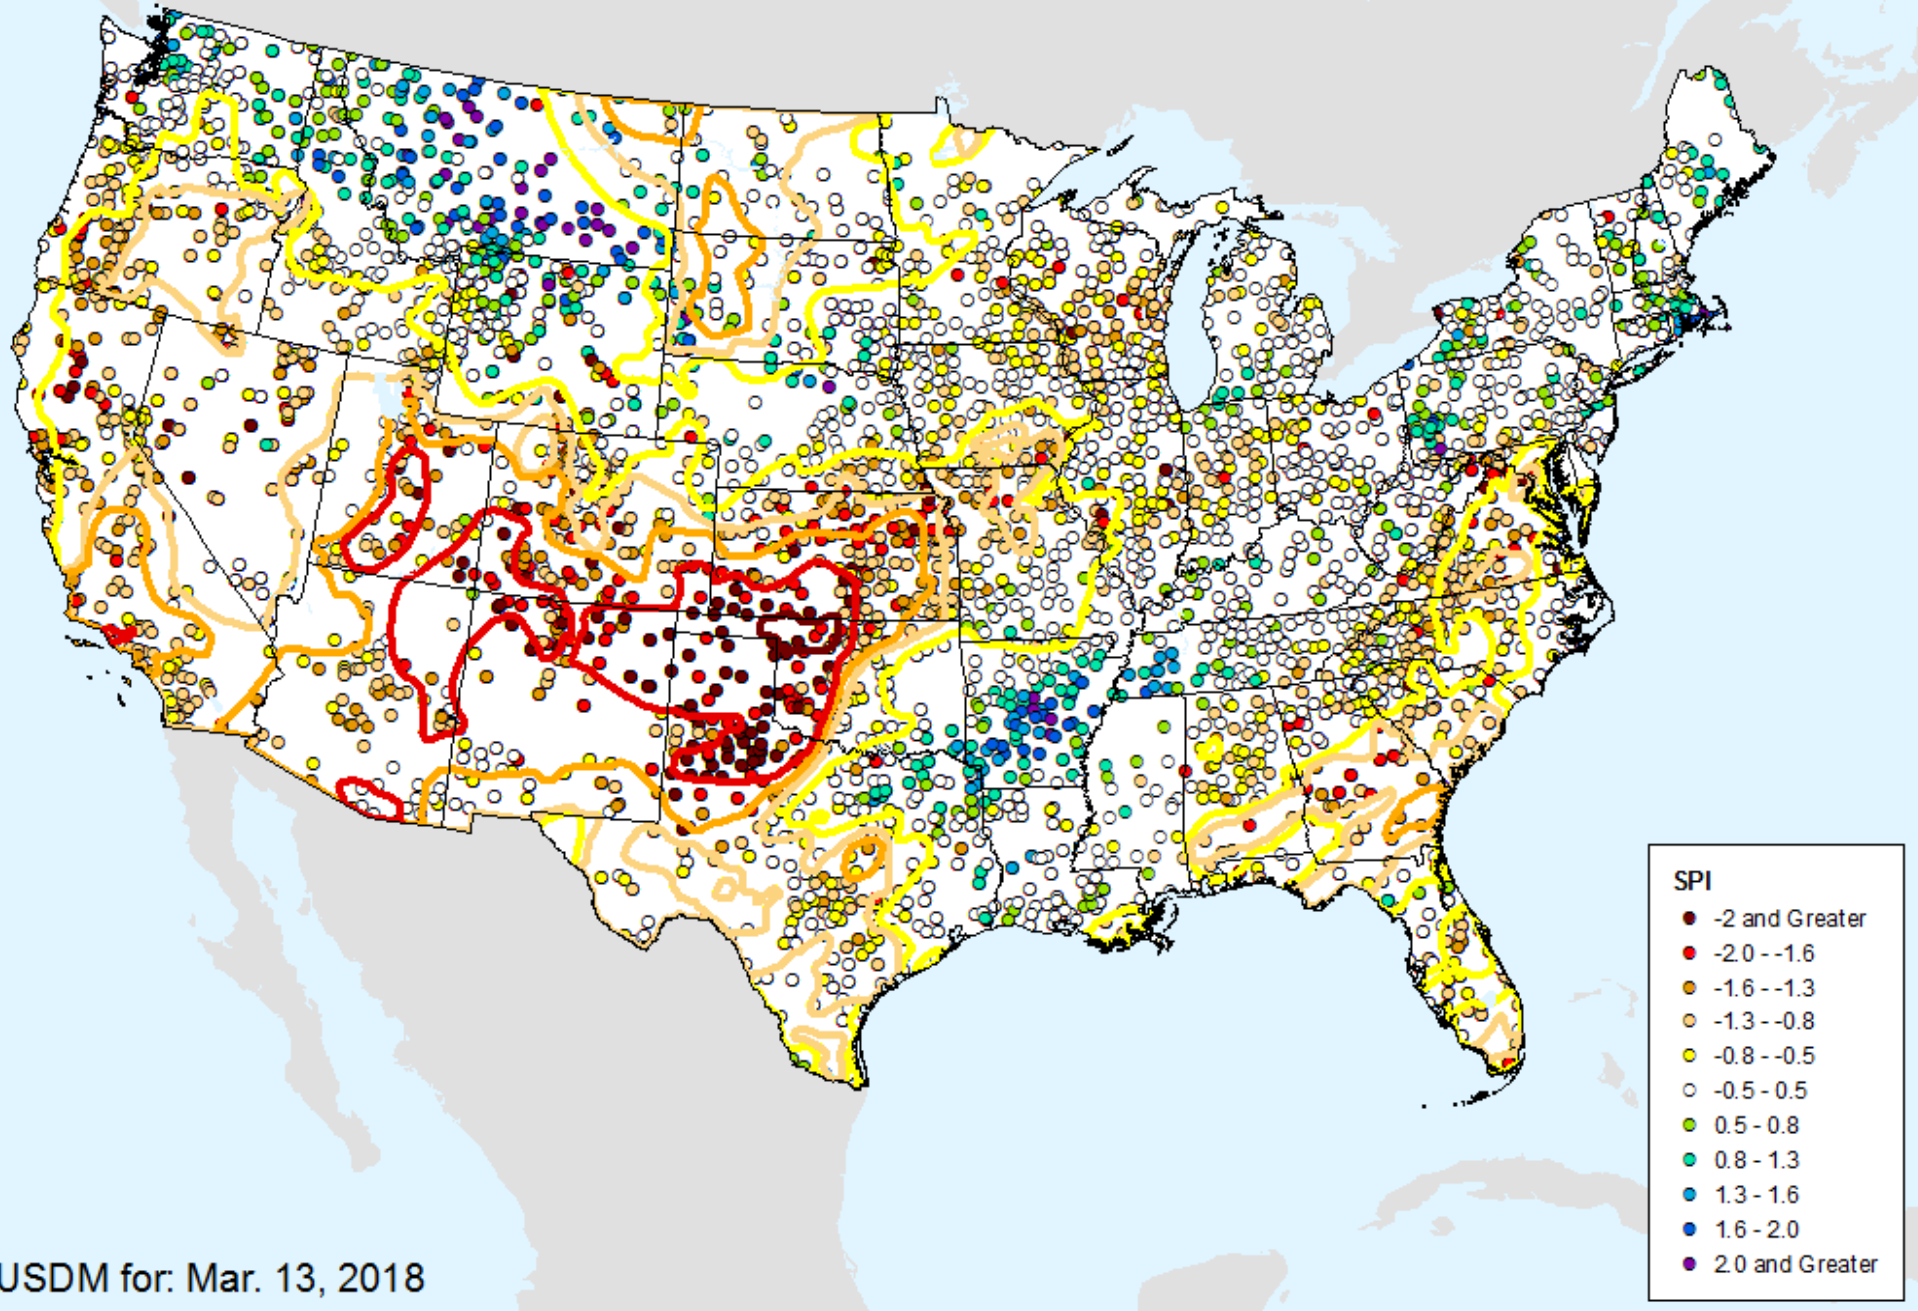 SPI
-2 and Greater
-2.0 - -1.6
-1.6 - -1.3
-1.3 - -0.8
-0.8 - -0.5
-0.5 - 0.5
0.5 - 0.8
0.8 - 1.3
1.3 - 1.6
1.6 - 2.0
2.0 and Greater
USDM for: Mar. 13, 2018